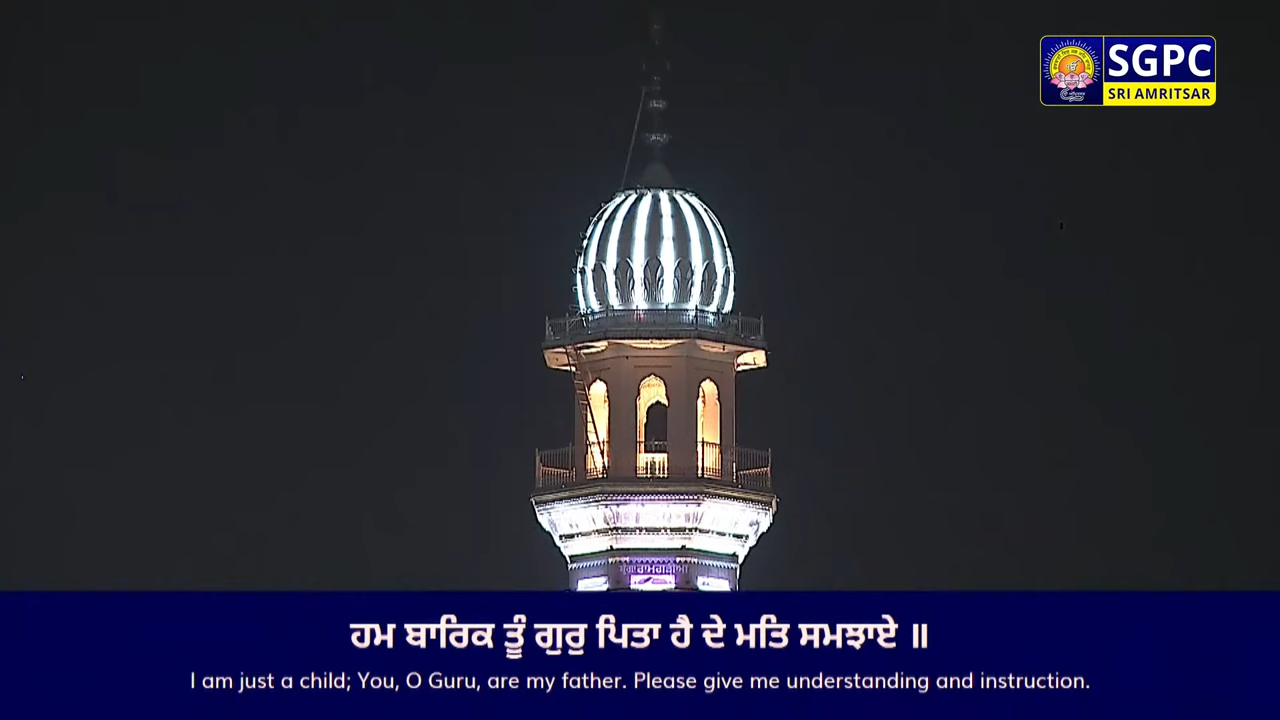 SGPC
SRI AMRITSAR
ਰਾਮਗੜੀਆ
ਹਮ ਬਾਰਿਕ ਤੂੰ ਗੁਰੁ ਪਿਤਾ ਹੈ ਦੇ ਮਤਿ ਸਮਝਾਏ ॥
I am just a child; You, O Guru, are my father. Please give me understanding and instruction.